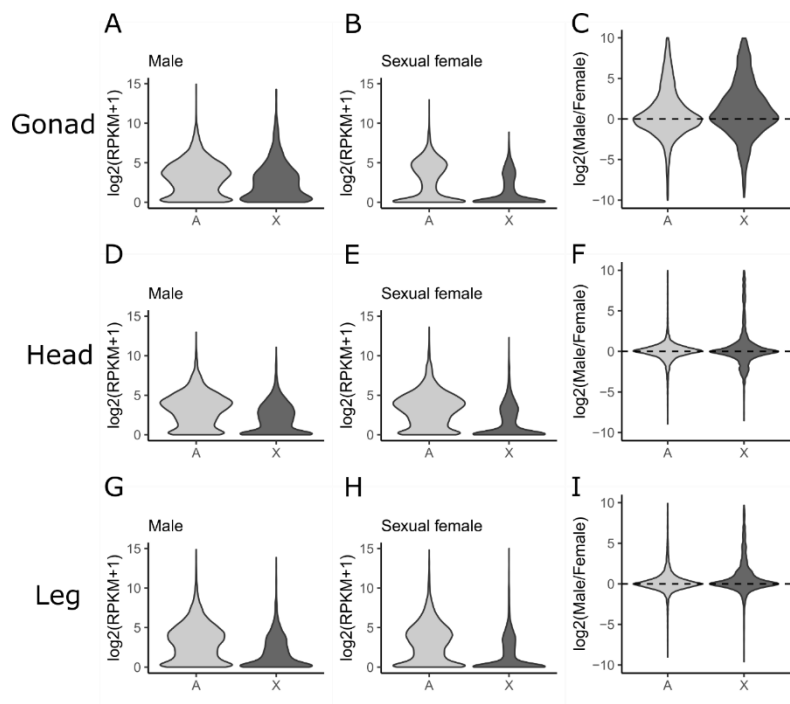 A
B
C
Male
Sexual female
Gonad
log2(RPKM+1)
15
10
5
0
A
X
log2(RPKM+1)
15
10
5
0
A
X
log2(Male/Female)
10
5
0
−5
−10
A
X
D
E
F
Male
Sexual female
Head
log2(RPKM+1)
15
10
5
0
A
X
log2(RPKM+1)
15
10
5
0
A
X
log2(Male/Female)
10
5
0
−5
−10
A
X
G
H
I
Male
Sexual female
Leg
log2(RPKM+1)
15
10
5
0
A
X
log2(RPKM+1)
15
10
5
0
A
X
log2(Male/Female)
10
5
0
−5
−10
A
X